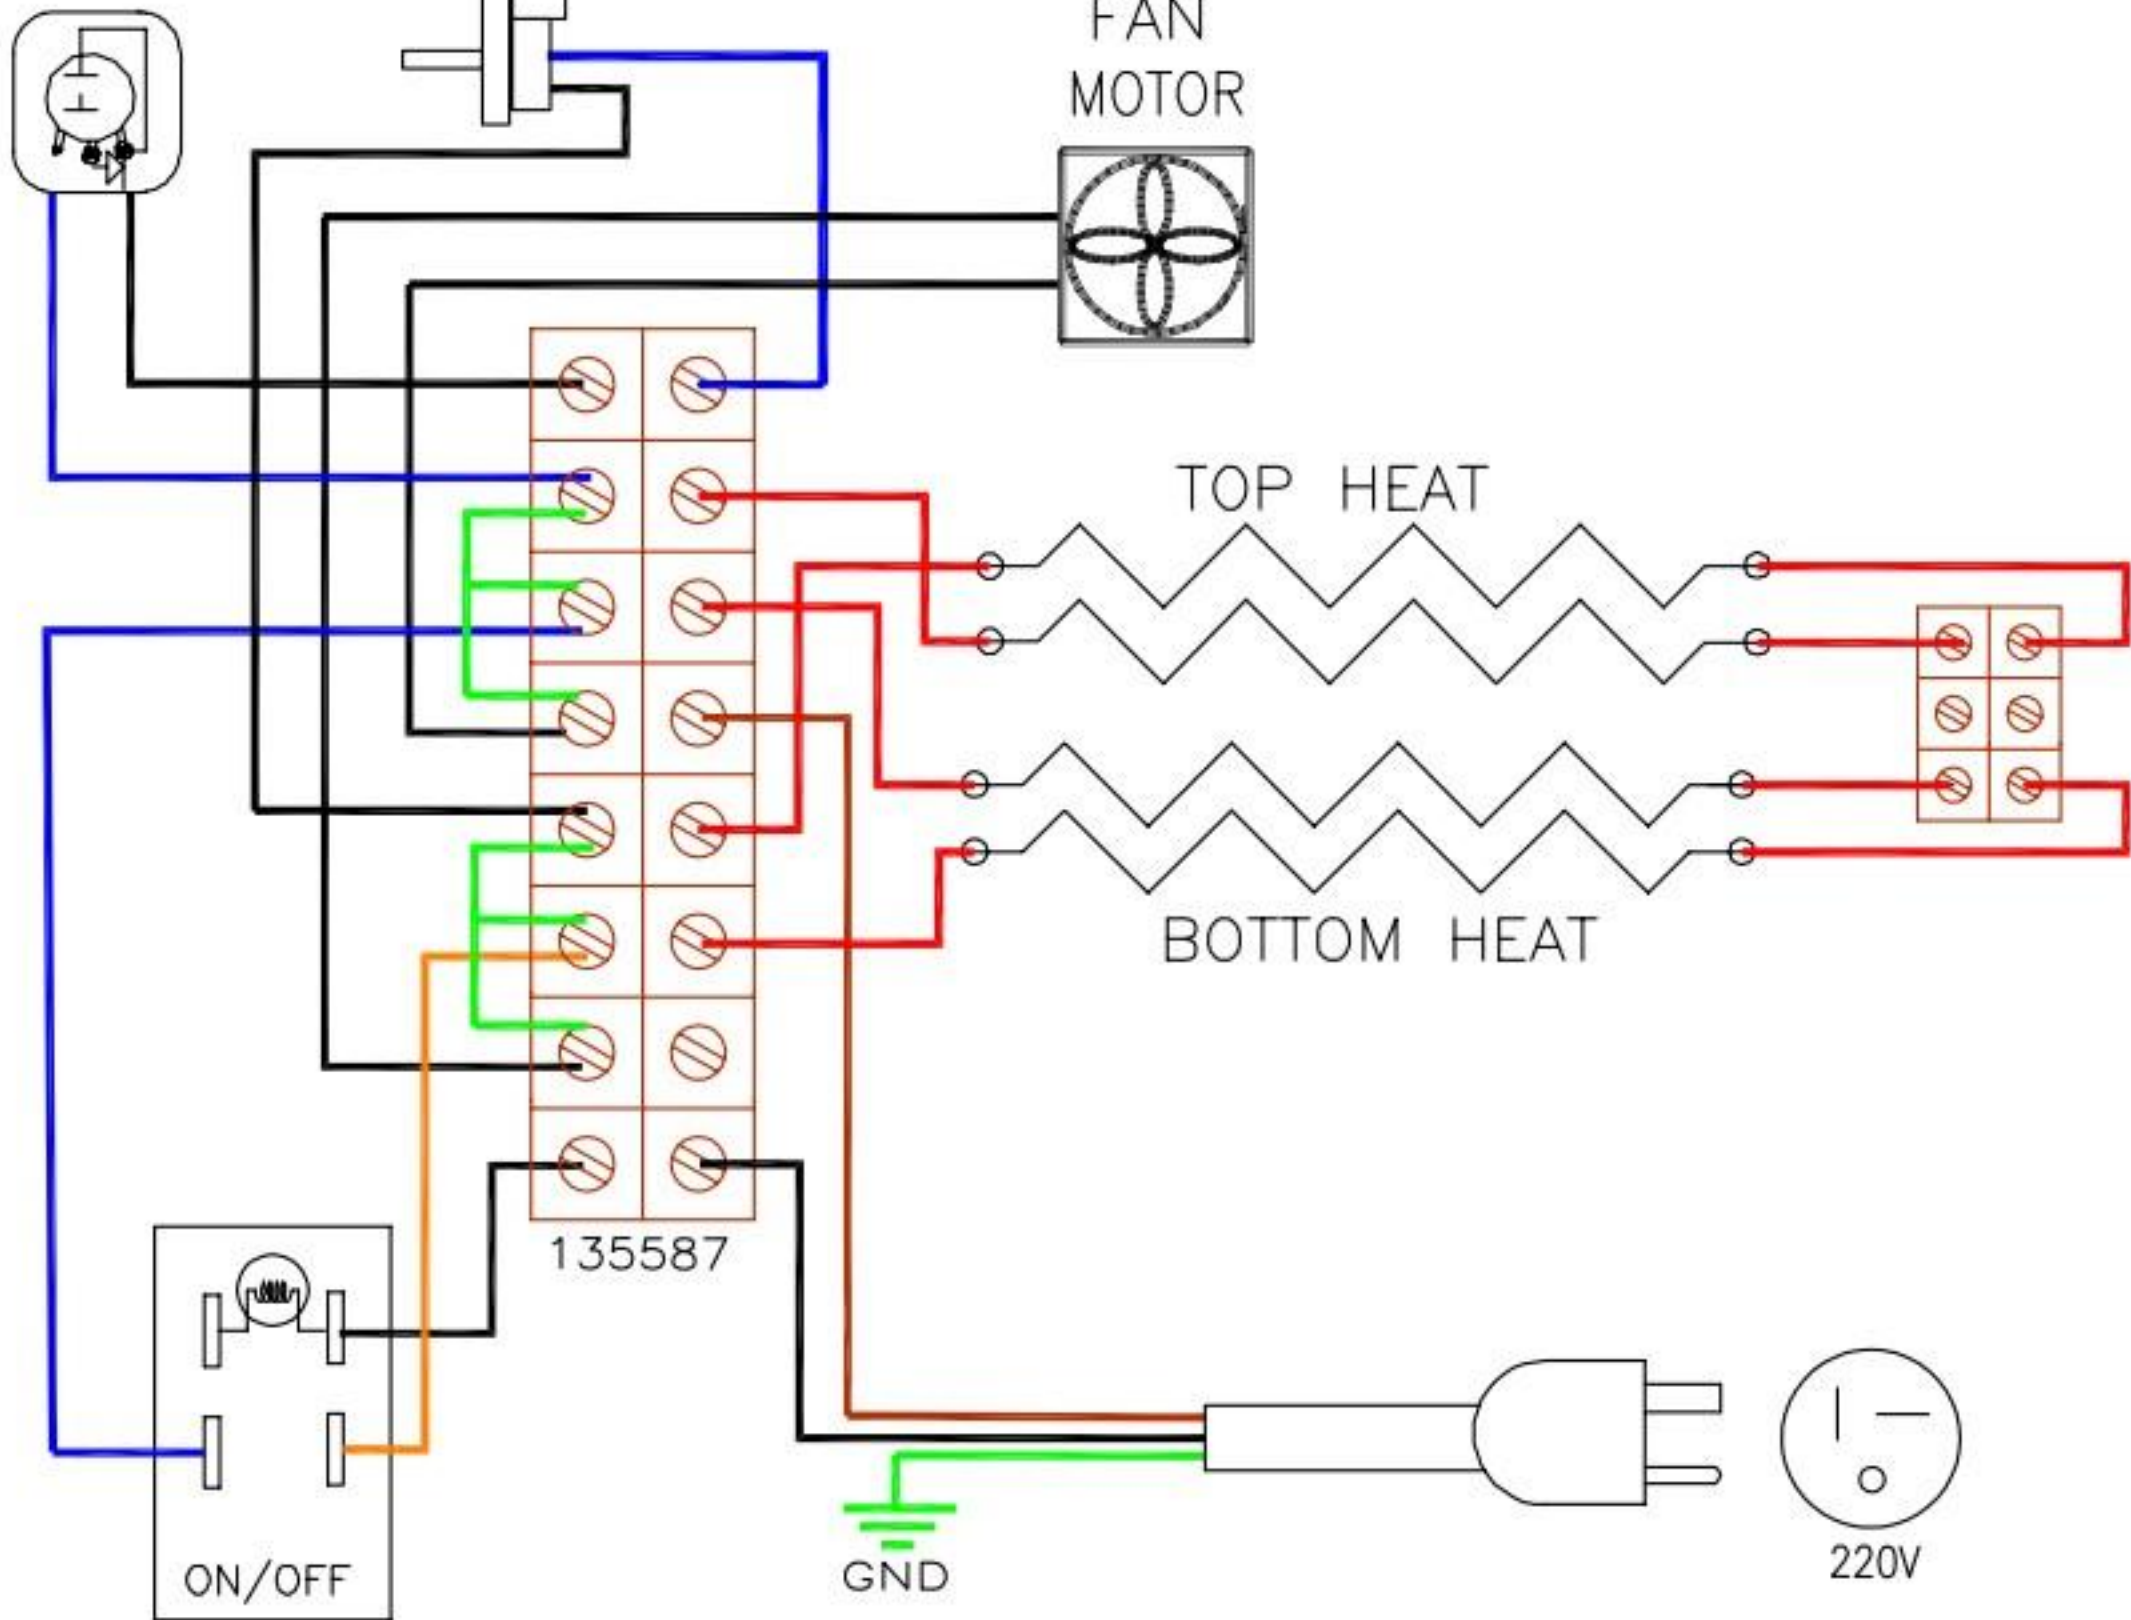 FAN
MOTOR
TOP HEAT
BOTTOM HEAT
135587
ON/OFF
GND
220V